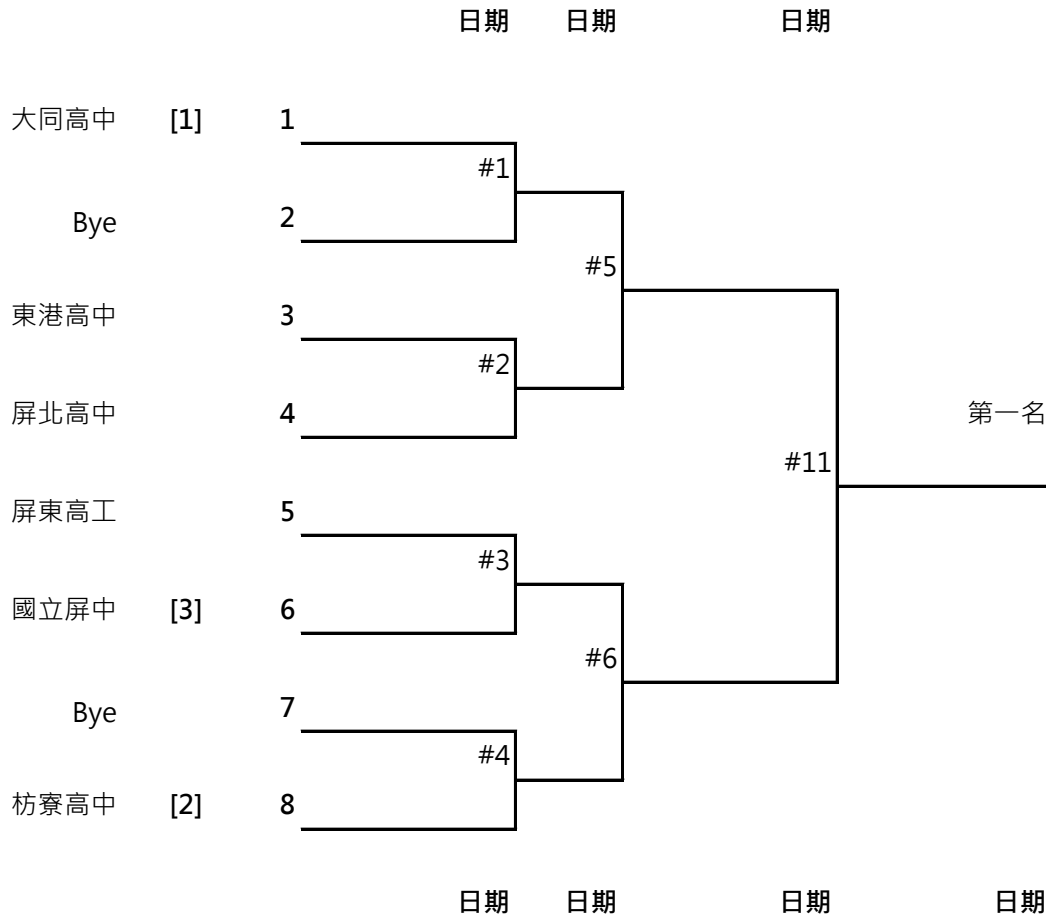 日期 日期 日期
大同高中 [1] 1
#1
Bye 2
#5
東港高中 3
#2
屏北高中 4 第一名
#11
屏東高工 5
#3
國立屏中 [3] 6
#6
Bye 7
#4
枋寮高中 [2] 8
日期 日期 日期 日期